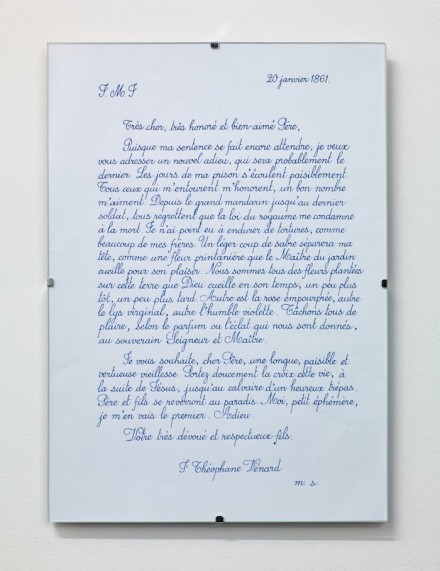 20 janvier 1861.
J M J
Très cher, très honoré et bien-aimé Père,
Puisque ma sentence se fait encore attendre, je veux
vous adresser un nouvel adieu, qui sera probablement le
dernier. Les jours de ma prison s'écoulent paisiblement.
Tous ceux qui m'entourent m'honorent, un bon nombre
m'aiment. Depuis le grand mandarin jusqu'au dernier
soldat, tous regrettent que la loi du royaume me condamne
à la mort. Je n'ai point eu à endurer de tortures, comme
beaucoup de mes frères. Un léger coup de sabre séparera ma
tête, comme une fleur printanière que le Maître du jardin
cueille pour son plaisir. Nous sommes tous des fleurs plantées
sur cette terre que Dieu cueille en son temps, un peu plus
tôt, un peu plus tard. Autre est la rose empourprée, autre
le lys virginal, autre l'humble violette. Tâchons tous de
plaire, selon le parfum ou l'éclat qui nous sont donnés,
au souverain Seigneur et Maître.
Je vous souhaite, cher Père, une longue, paisible et
vertueuse vieillesse. Portez doucement la croix de cette vie, à
la suite de Jésus, jusqu'au calvaire d'un heureux trépas.
Père et fils se reverront au paradis. Moi, petit éphémère,
je m'en vais le premier. Adieu.
Votre très dévoué et respectueux fils.
J Théophane Vénard
m. s.